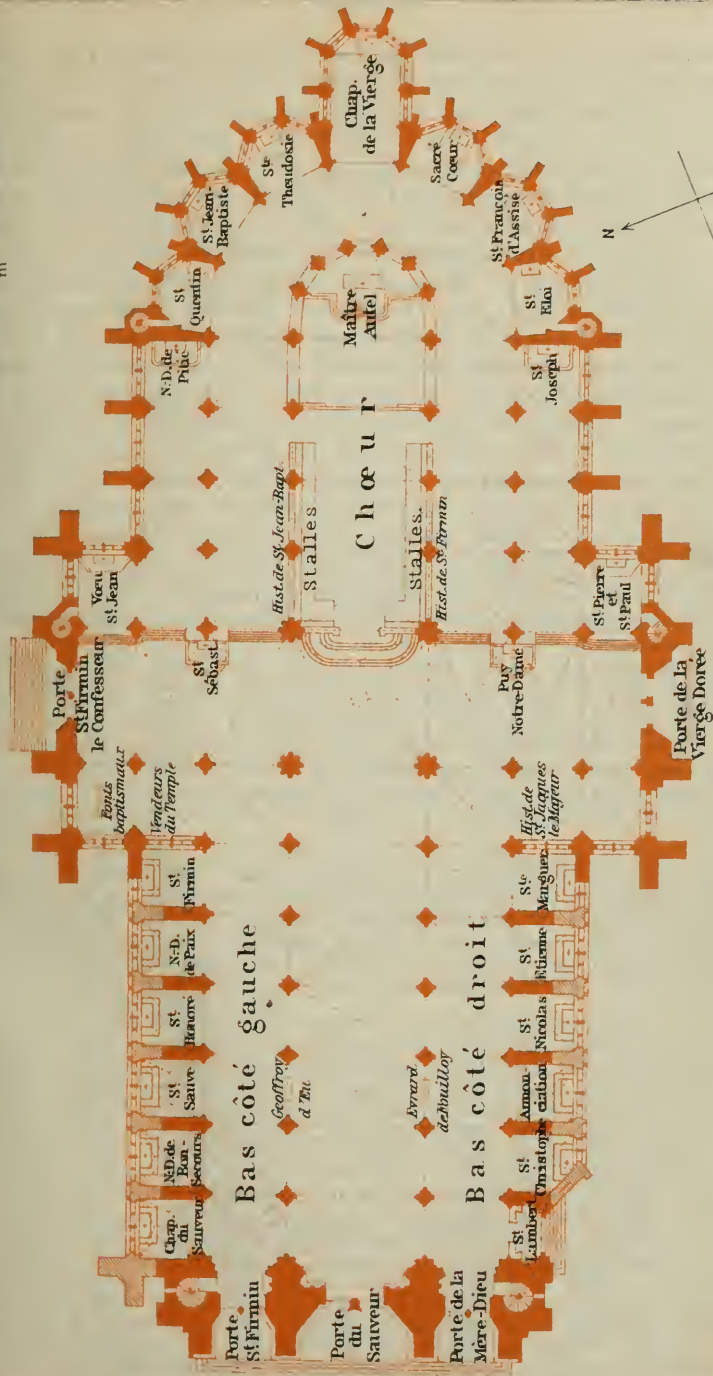 m
Chap.
de la Vierge
Ste
Theudosie
Sacré
Cœur
St Jean-
Baptiste
St François
d'Assise
N
St
Quentin
Maître
Autel
St
Eloi
N.-D. de
Pitié
St
Joseph
Chœur
Hist. de St Jean-Bapt.
Stalles
Stalles.
Hist. de St Firmin
Vœu
St Jean
St Pierre
et
St Paul
Porte
St Firmin
le Confesseur
St
Sébast.
Puy
Notre-Dame
Porte de la
Vierge Dorée
Fonts
baptismaux
Vendeurs
du Temple
Hist. de
St Jacques
le Majeur
St
Firmin
Ste
Marguer.
N.-D.
de Paix
St
Etienne
St
Honoré
St
Nicolas
St
Sauve
Annon-
ciation
N.-D. de
Bon-
Secours
St
Christophe
Chap.
du
Sauveur
St
Lambert
Bas côté gauche
Geoffroy
d'Eu
Evrard
de Fouilloy
Bas côté droit
Porte
St Firmin
Porte
du
Sauveur
Porte de la
Mère-Dieu